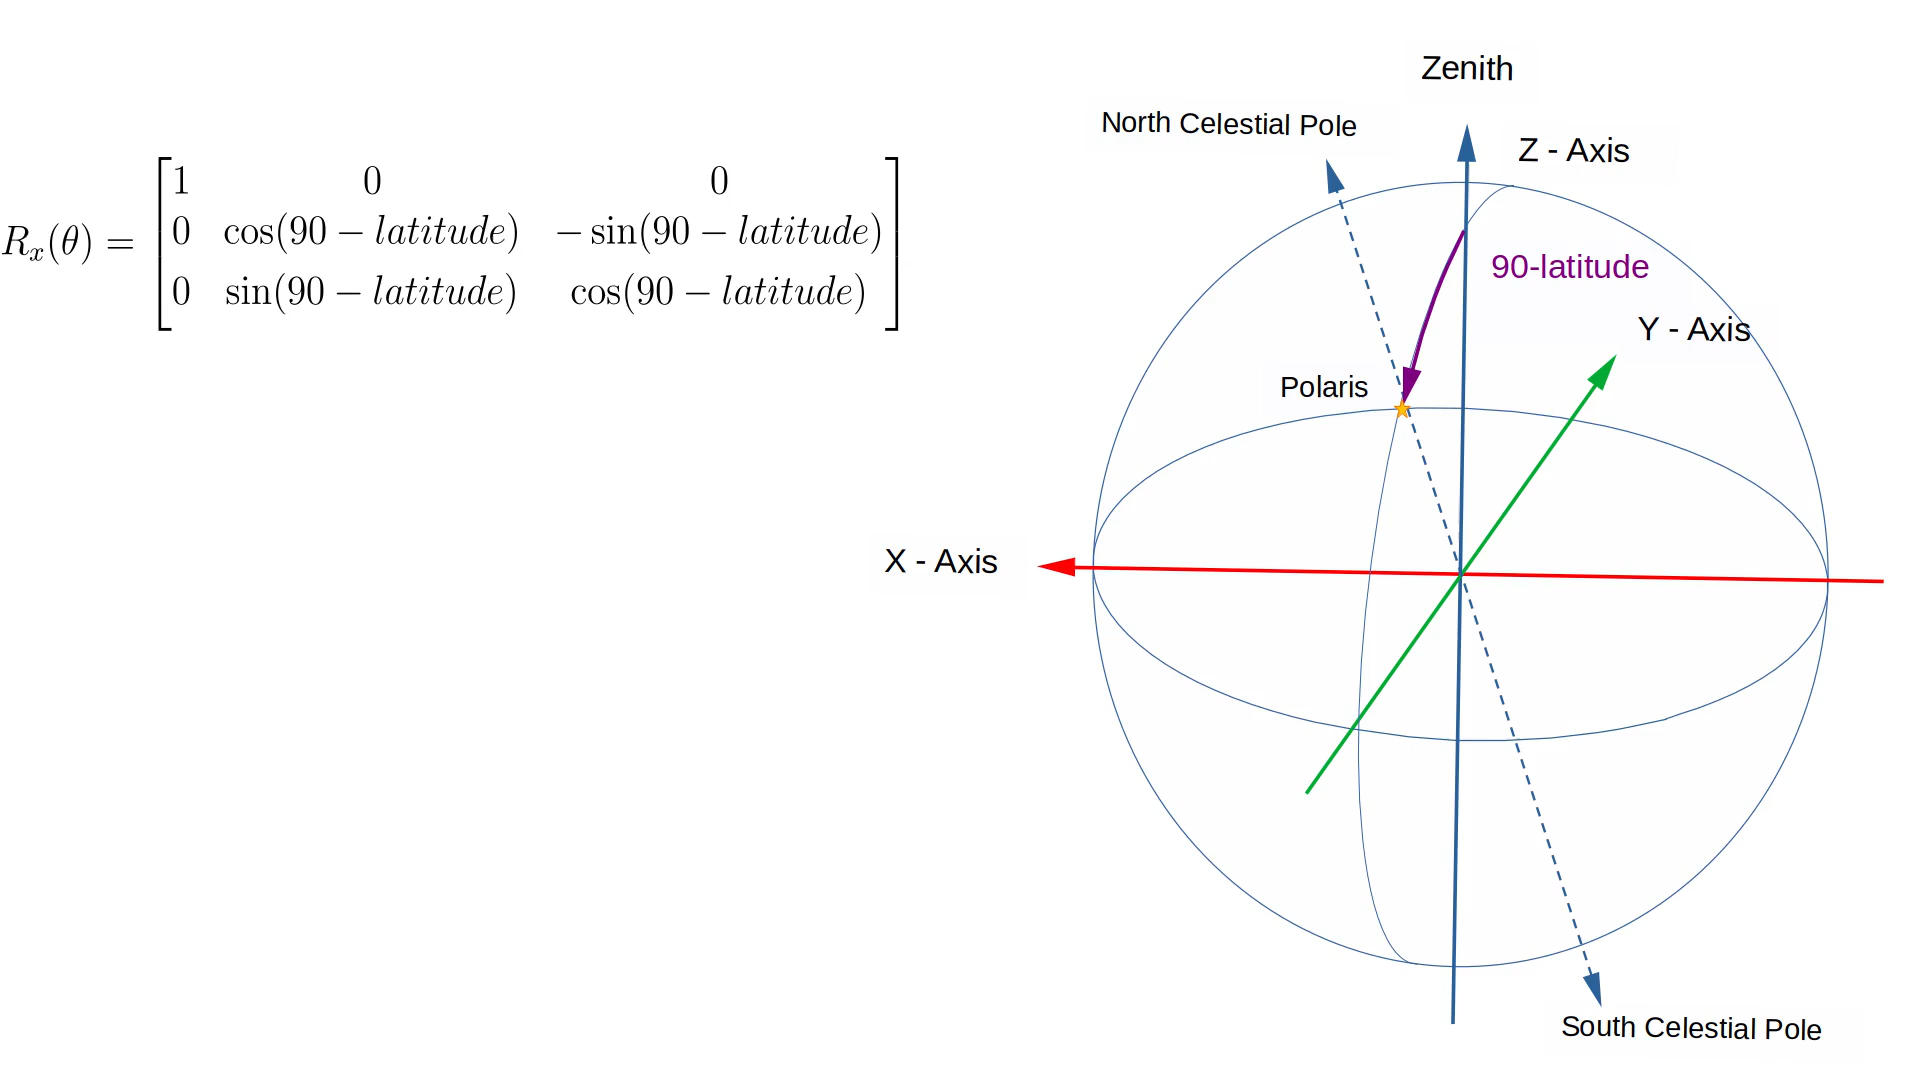 Zenith
North Celestial Pole
Z - Axis
R_x(θ) = [1 0 0
0 cos(90 − latitude) − sin(90 − latitude)
0 sin(90 − latitude) cos(90 − latitude)]
90-latitude
Y - Axis
Polaris
X - Axis
South Celestial Pole